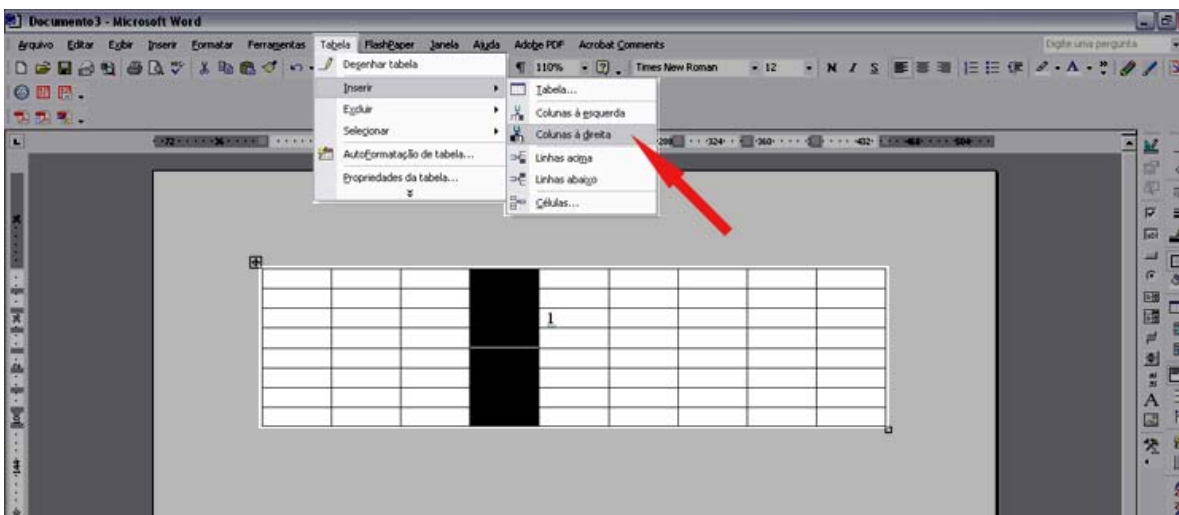 Documento3 - Microsoft Word
Arquivo Editar Exibir Inserir Formatar Ferramentas Tabela FlashPaper Janela Ajuda Adobe PDF Acrobat Comments Digite uma pergunta
110% Times New Roman 12 N I S
Desenhar tabela
Inserir
Excluir
Selecionar
AutoFormatação de tabela...
Propriedades da tabela...
Tabela...
Colunas à esquerda
Colunas à direita
Linhas acima
Linhas abaixo
Células...
1